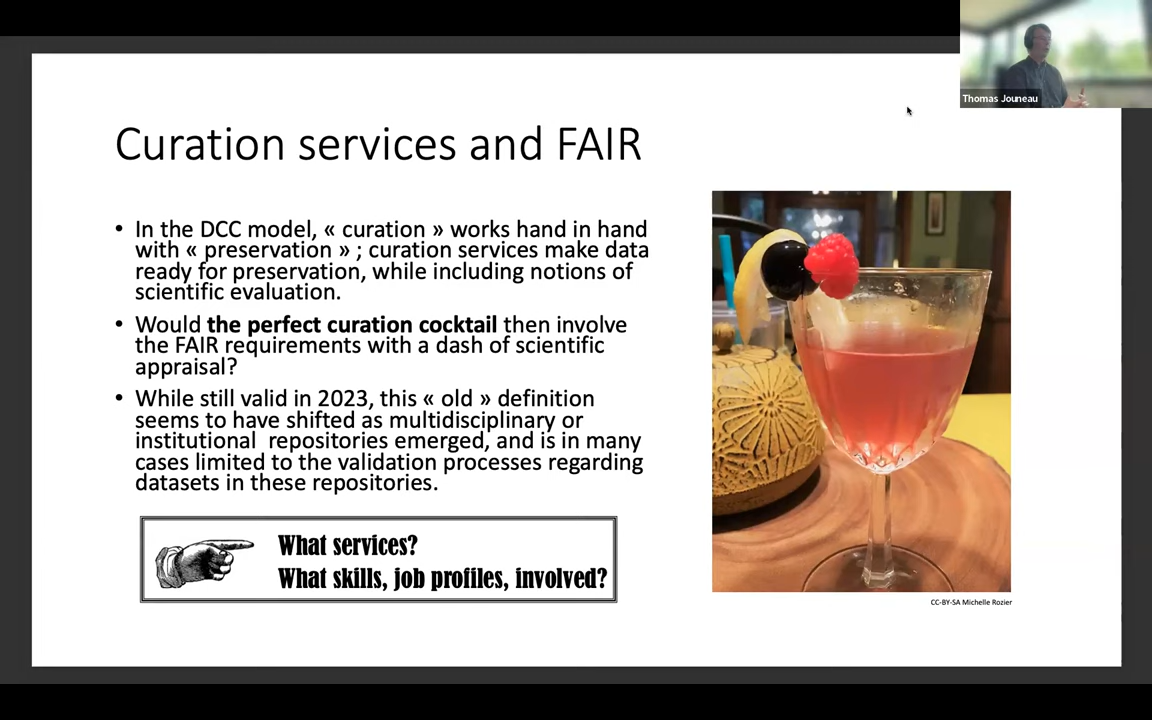 Thomas Jouneau
Curation services and FAIR
• In the DCC model, « curation » works hand in hand
with « preservation » ; curation services make data
ready for preservation, while including notions of
scientific evaluation.
• Would the perfect curation cocktail then involve
the FAIR requirements with a dash of scientific
appraisal?
• While still valid in 2023, this « old » definition
seems to have shifted as multidisciplinary or
institutional  repositories emerged, and is in many
cases limited to the validation processes regarding
datasets in these repositories.
What services?
What skills, job profiles, involved?
CC-BY-SA Michelle Rozier